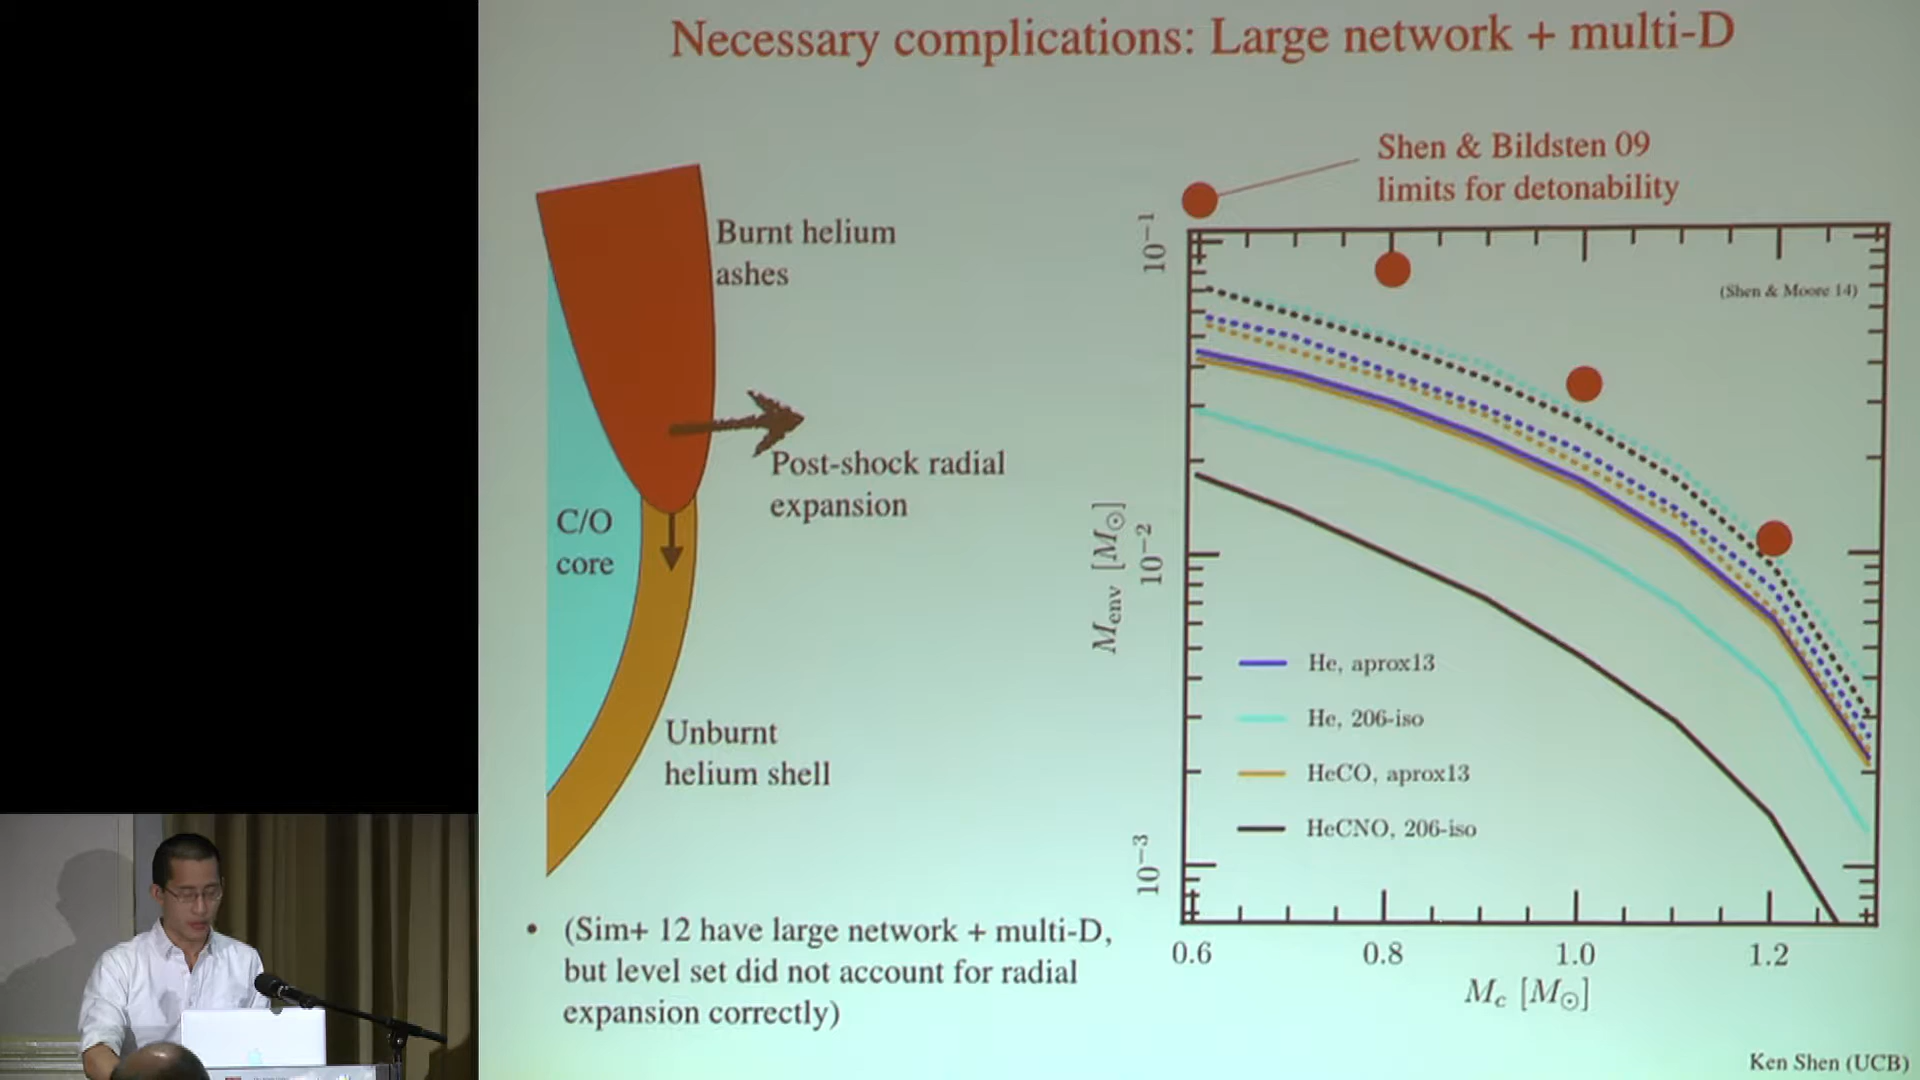 Necessary complications: Large network + multi-D
Shen & Bildsten 09
limits for detonability
Burnt helium
ashes
Post-shock radial
expansion
C/O
core
Unburnt
helium shell
(Shen & Moore 14)
10⁻¹
10⁻²
10⁻³
M_env [M_⊙]
He, aprox13
He, 206-iso
HeCO, aprox13
HeCNO, 206-iso
0.6 0.8 1.0 1.2
M_c [M_⊙]
• (Sim+ 12 have large network + multi-D,
but level set did not account for radial
expansion correctly)
Ken Shen (UCB)